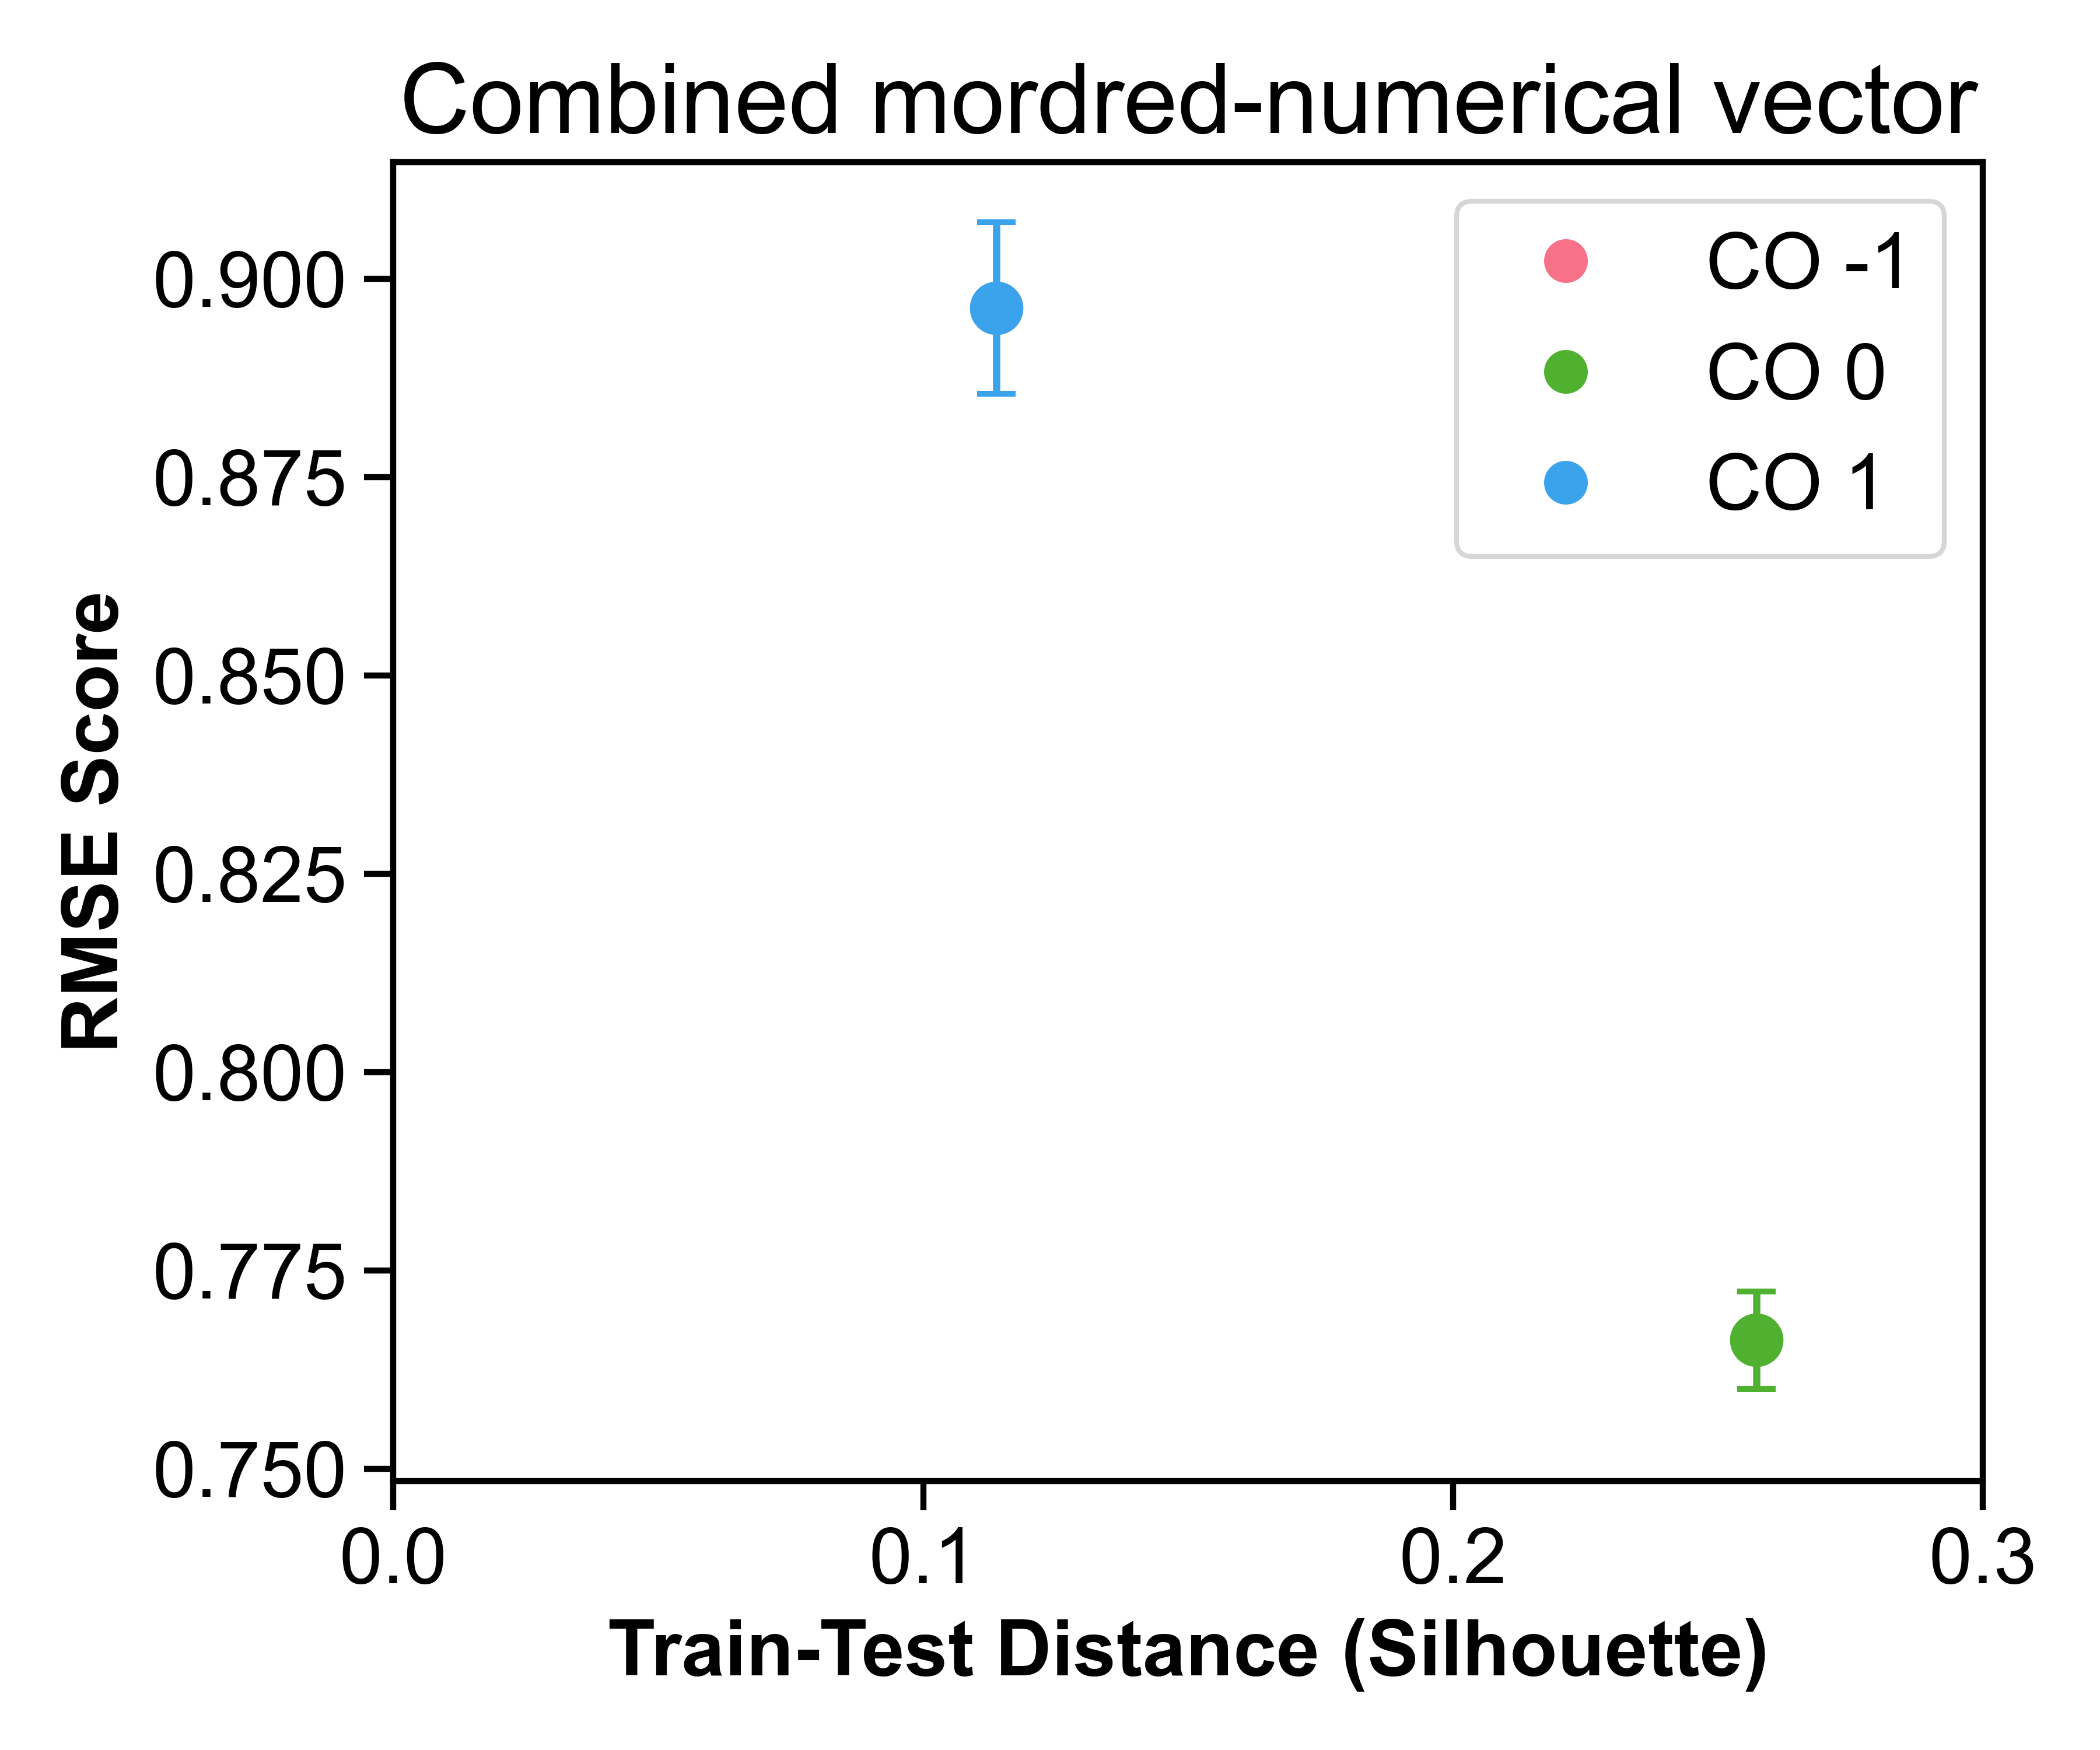 Combined mordred-numerical vector
CO -1
CO 0
CO 1
RMSE Score
0.900
0.875
0.850
0.825
0.800
0.775
0.750
0.0
0.1
0.2
0.3
Train-Test Distance (Silhouette)